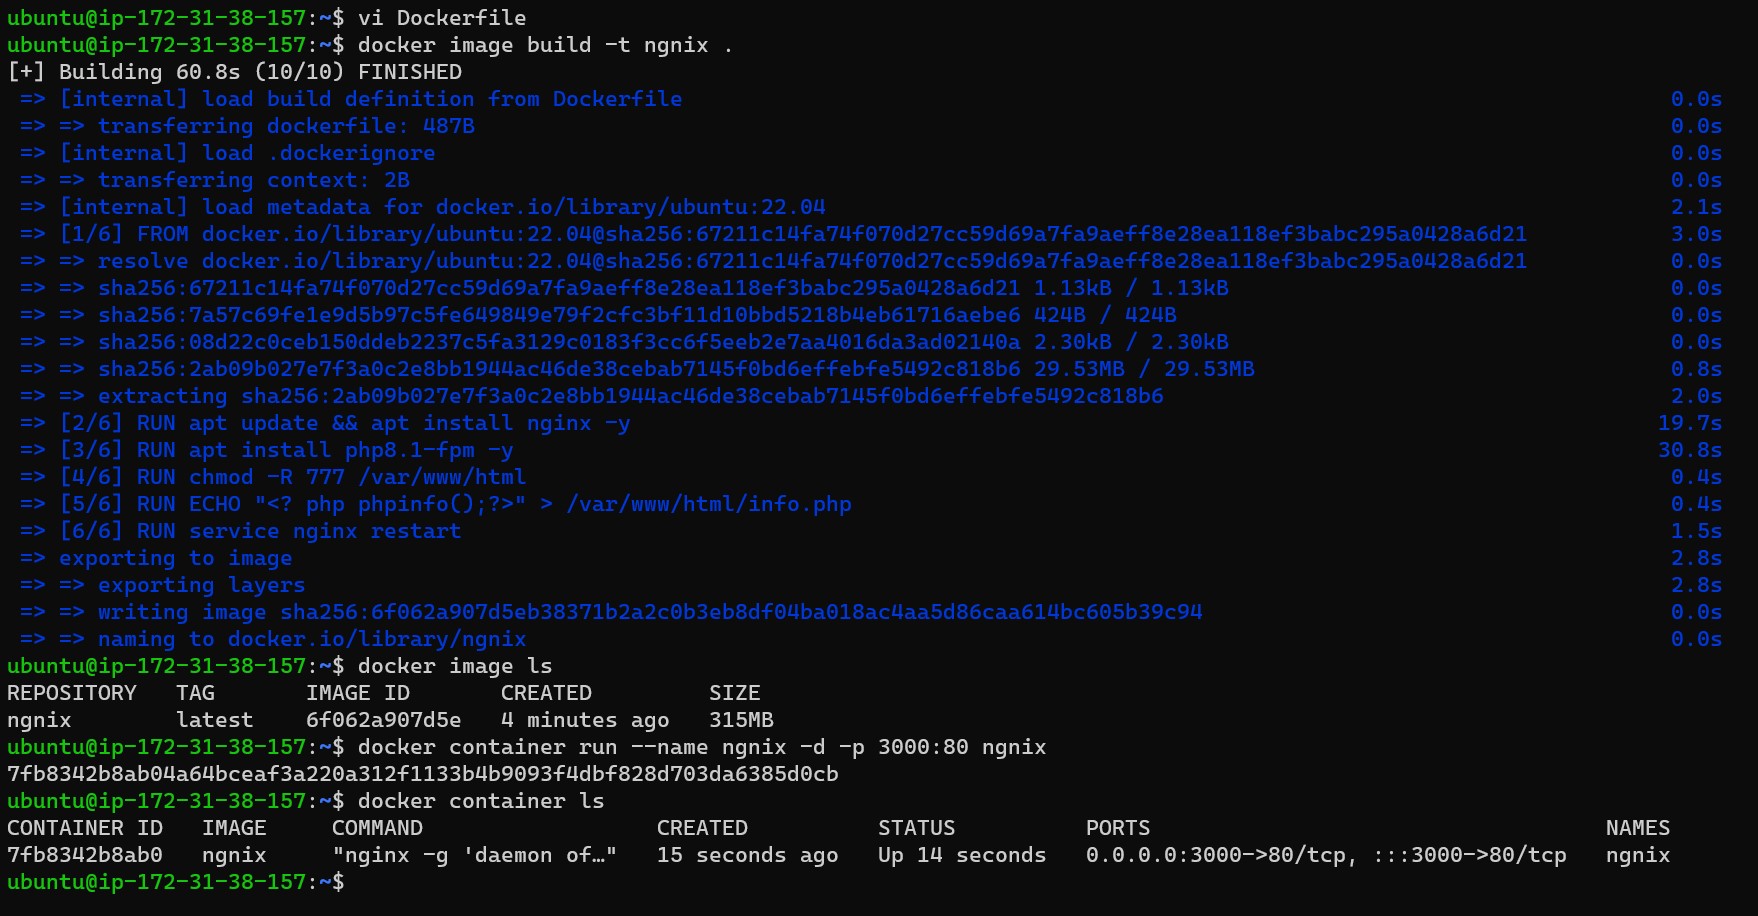 ubuntu@ip-172-31-38-157:~$ vi Dockerfile
ubuntu@ip-172-31-38-157:~$ docker image build -t ngnix .
[+] Building 60.8s (10/10) FINISHED
=> [internal] load build definition from Dockerfile 0.0s
=> => transferring dockerfile: 487B 0.0s
=> [internal] load .dockerignore 0.0s
=> => transferring context: 2B 0.0s
=> [internal] load metadata for docker.io/library/ubuntu:22.04 2.1s
=> [1/6] FROM docker.io/library/ubuntu:22.04@sha256:67211c14fa74f070d27cc59d69a7fa9aeff8e28ea118ef3babc295a0428a6d21 3.0s
=> => resolve docker.io/library/ubuntu:22.04@sha256:67211c14fa74f070d27cc59d69a7fa9aeff8e28ea118ef3babc295a0428a6d21 0.0s
=> => sha256:67211c14fa74f070d27cc59d69a7fa9aeff8e28ea118ef3babc295a0428a6d21 1.13kB / 1.13kB 0.0s
=> => sha256:7a57c69fe1e9d5b97c5fe649849e79f2cfc3bf11d10bbd5218b4eb61716aebe6 424B / 424B 0.0s
=> => sha256:08d22c0ceb150ddeb2237c5fa3129c0183f3cc6f5eeb2e7aa4016da3ad02140a 2.30kB / 2.30kB 0.0s
=> => sha256:2ab09b027e7f3a0c2e8bb1944ac46de38cebab7145f0bd6effebfe5492c818b6 29.53MB / 29.53MB 0.8s
=> => extracting sha256:2ab09b027e7f3a0c2e8bb1944ac46de38cebab7145f0bd6effebfe5492c818b6 2.0s
=> [2/6] RUN apt update && apt install nginx -y 19.7s
=> [3/6] RUN apt install php8.1-fpm -y 30.8s
=> [4/6] RUN chmod -R 777 /var/www/html 0.4s
=> [5/6] RUN ECHO "<? php phpinfo();?>" > /var/www/html/info.php 0.4s
=> [6/6] RUN service nginx restart 1.5s
=> exporting to image 2.8s
=> => exporting layers 2.8s
=> => writing image sha256:6f062a907d5eb38371b2a2c0b3eb8df04ba018ac4aa5d86caa614bc605b39c94 0.0s
=> => naming to docker.io/library/ngnix 0.0s
ubuntu@ip-172-31-38-157:~$ docker image ls
REPOSITORY TAG IMAGE ID CREATED SIZE
ngnix latest 6f062a907d5e 4 minutes ago 315MB
ubuntu@ip-172-31-38-157:~$ docker container run --name ngnix -d -p 3000:80 ngnix
7fb8342b8ab04a64bceaf3a220a312f1133b4b9093f4dbf828d703da6385d0cb
ubuntu@ip-172-31-38-157:~$ docker container ls
CONTAINER ID IMAGE COMMAND CREATED STATUS PORTS NAMES
7fb8342b8ab0 ngnix "nginx -g 'daemon of…" 15 seconds ago Up 14 seconds 0.0.0.0:3000->80/tcp, :::3000->80/tcp ngnix
ubuntu@ip-172-31-38-157:~$